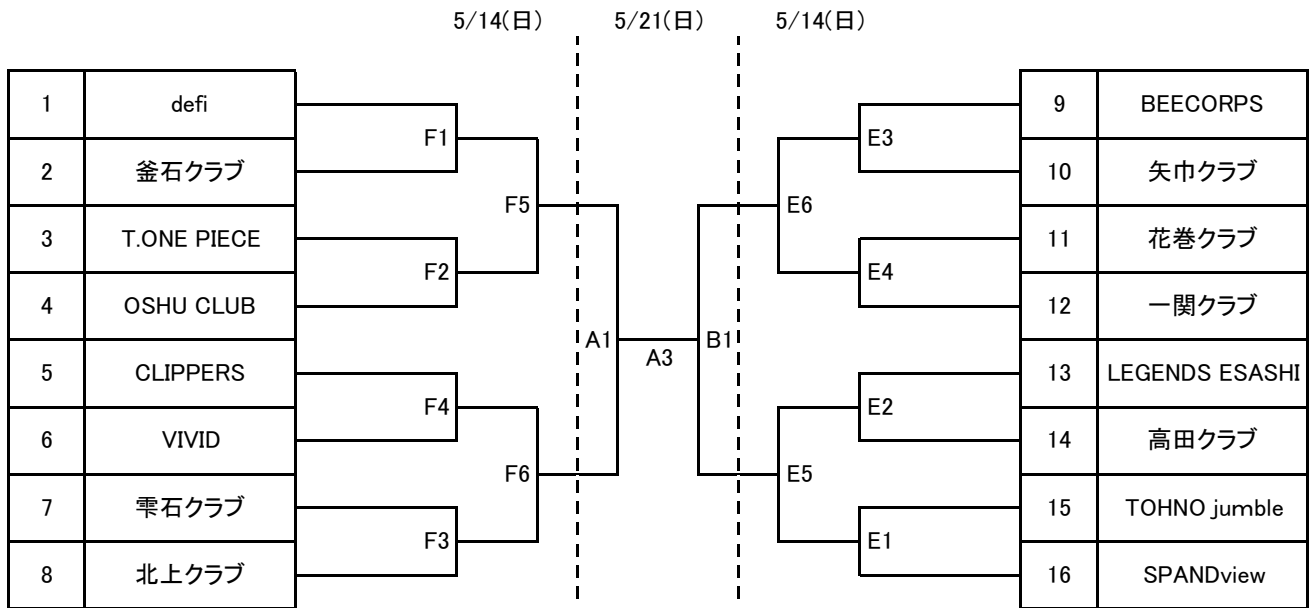 5/14(日) 5/21(日) 5/14(日)
1 defi 9 BEECORPS
F1 E3
2 釜石クラブ 10 矢巾クラブ
F5 E6
3 T.ONE PIECE 11 花巻クラブ
F2 E4
4 OSHU CLUB 12 一関クラブ
A1 A3 B1
5 CLIPPERS 13 LEGENDS ESASHI
F4 E2
6 VIVID 14 高田クラブ
F6 E5
7 雫石クラブ 15 TOHNO jumble
F3 E1
8 北上クラブ 16 SPANDview